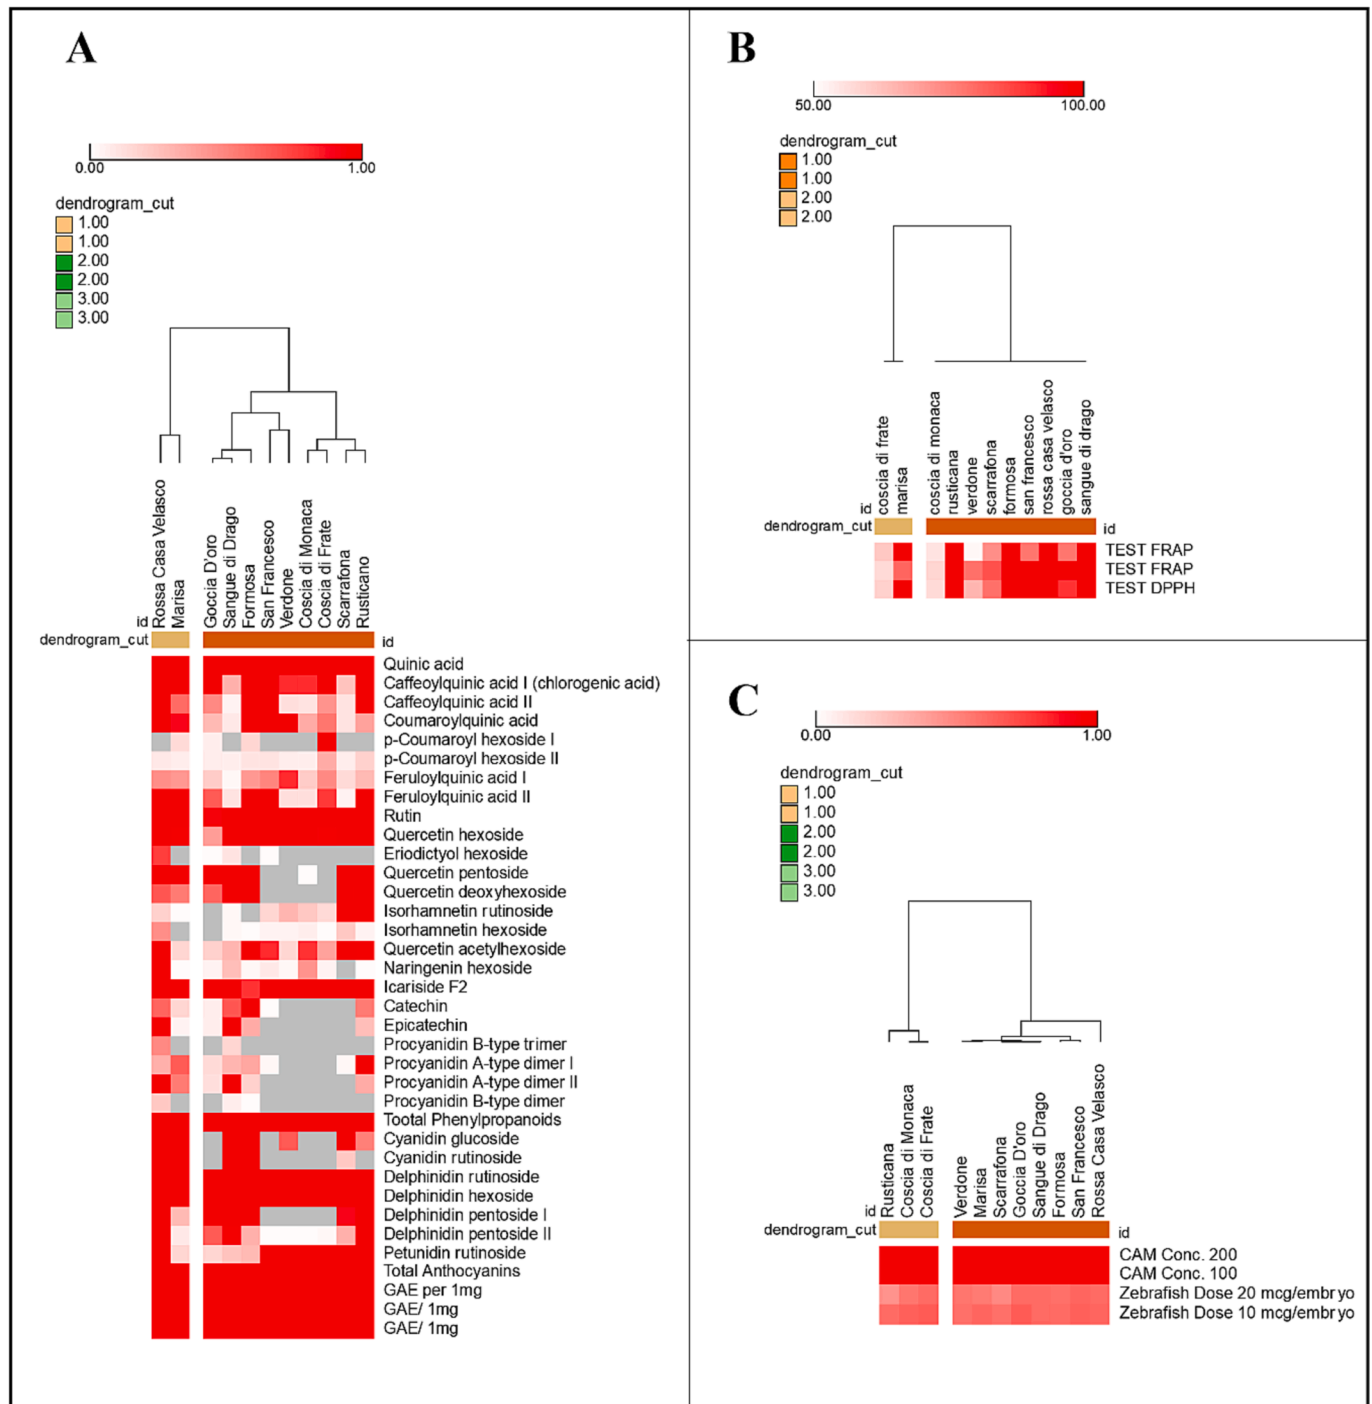 A
0.00 1.00
dendrogram_cut
1.00
1.00
2.00
2.00
3.00
3.00
id
Rossa Casa Velasco
Marisa
Goccia D'oro
Sangue di Drago
Formosa
San Francesco
Verdone
Coscia di Monaca
Coscia di Frate
Scarrafona
Rusticano
dendrogram_cut id
Quinic acid
Caffeoylquinic acid I (chlorogenic acid)
Caffeoylquinic acid II
Coumaroylquinic acid
p-Coumaroyl hexoside I
p-Coumaroyl hexoside II
Feruloylquinic acid I
Feruloylquinic acid II
Rutin
Quercetin hexoside
Eriodictyol hexoside
Quercetin pentoside
Quercetin deoxyhexoside
Isorhamnetin rutinoside
Isorhamnetin hexoside
Quercetin acetylhexoside
Naringenin hexoside
Icariside F2
Catechin
Epicatechin
Procyanidin B-type trimer
Procyanidin A-type dimer I
Procyanidin A-type dimer II
Procyanidin B-type dimer
Tootal Phenylpropanoids
Cyanidin glucoside
Cyanidin rutinoside
Delphinidin rutinoside
Delphinidin hexoside
Delphinidin pentoside I
Delphinidin pentoside II
Petunidin rutinoside
Total Anthocyanins
GAE per 1mg
GAE/ 1mg
GAE/ 1mg
B
50.00 100.00
dendrogram_cut
1.00
1.00
2.00
2.00
id
coscia di frate
marisa
coscia di monaca
rusticana
verdone
scarrafona
formosa
san francesco
rossa casa velasco
goccia d'oro
sangue di drago
dendrogram_cut id
TEST FRAP
TEST FRAP
TEST DPPH
C
0.00 1.00
dendrogram_cut
1.00
1.00
2.00
2.00
3.00
3.00
id
Rusticana
Coscia di Monaca
Coscia di Frate
Verdone
Marisa
Scarrafona
Goccia D'oro
Sangue di Drago
Formosa
San Francesco
Rossa Casa Velasco
dendrogram_cut id
CAM Conc. 200
CAM Conc. 100
Zebrafish Dose 20 mcg/embryo
Zebrafish Dose 10 mcg/embryo